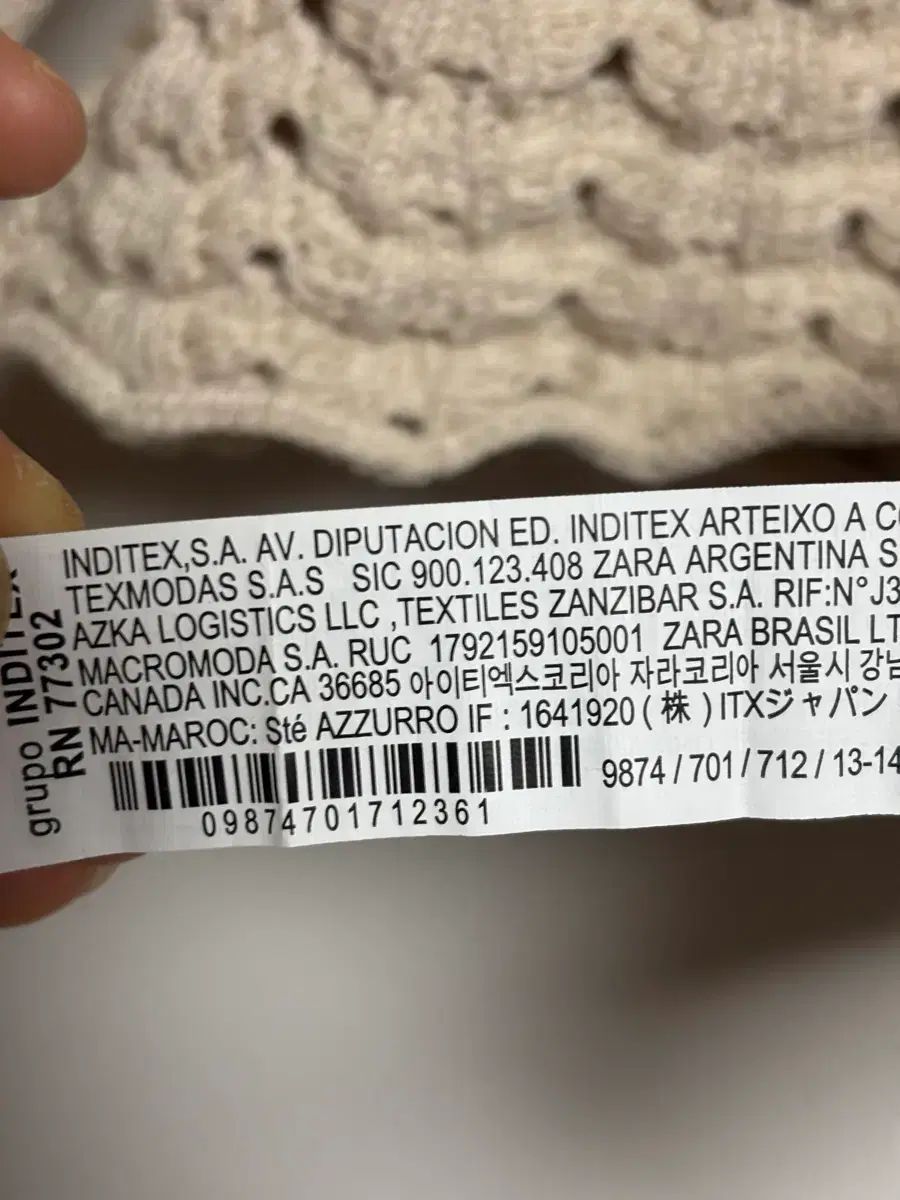 grupo INDITEX
RN 77302
INDITEX,S.A. AV. DIPUTACION ED. INDITEX ARTEIXO A C
TEXMODAS S.A.S SIC 900.123.408 ZARA ARGENTINA S
AZKA LOGISTICS LLC ,TEXTILES ZANZIBAR S.A. RIF:N°J3
MACROMODA S.A. RUC 1792159105001 ZARA BRASIL LT
CANADA INC.CA 36685 아이티엑스코리아 자라코리아 서울시 강남
MA-MAROC: Sté AZZURRO IF : 1641920 ( 株 ) ITXジャパン
9874 / 701 / 712 / 13-14
09874701712361